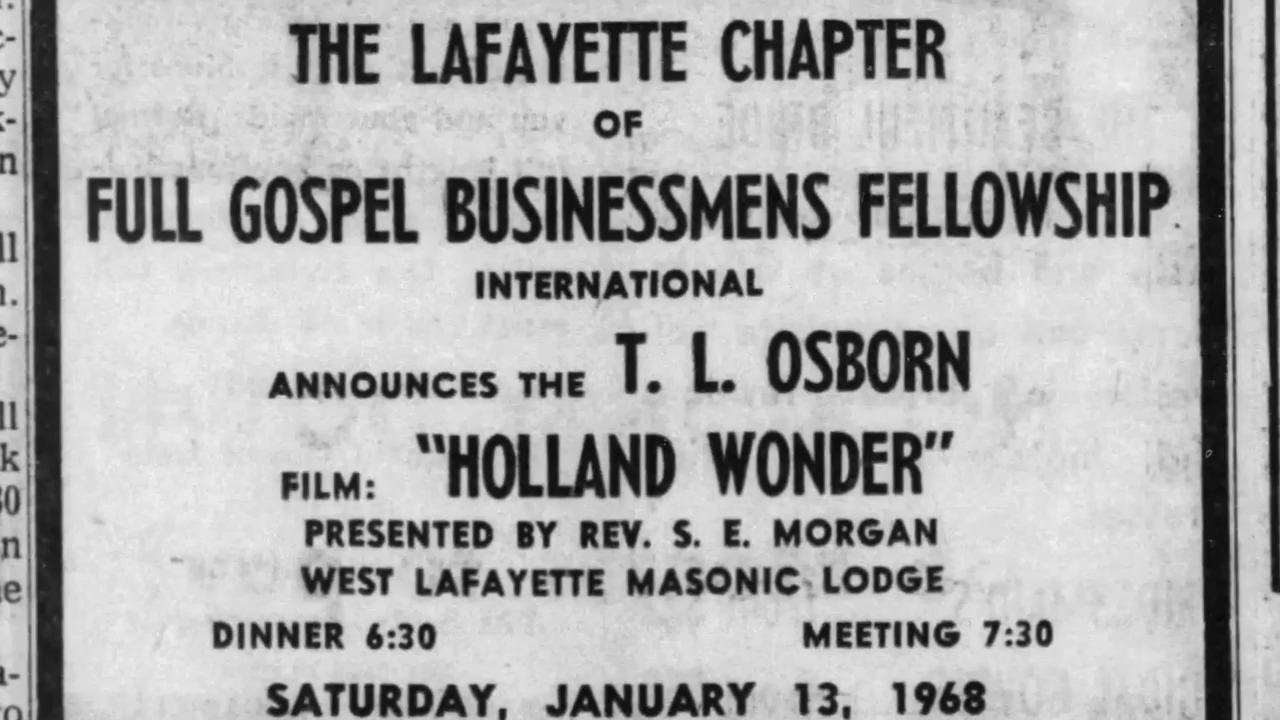 THE LAFAYETTE CHAPTER
OF
FULL GOSPEL BUSINESSMENS FELLOWSHIP
INTERNATIONAL
ANNOUNCES THE T. L. OSBORN
FILM: "HOLLAND WONDER"
PRESENTED BY REV. S. E. MORGAN
WEST LAFAYETTE MASONIC LODGE
DINNER 6:30 MEETING 7:30
SATURDAY, JANUARY 13, 1968